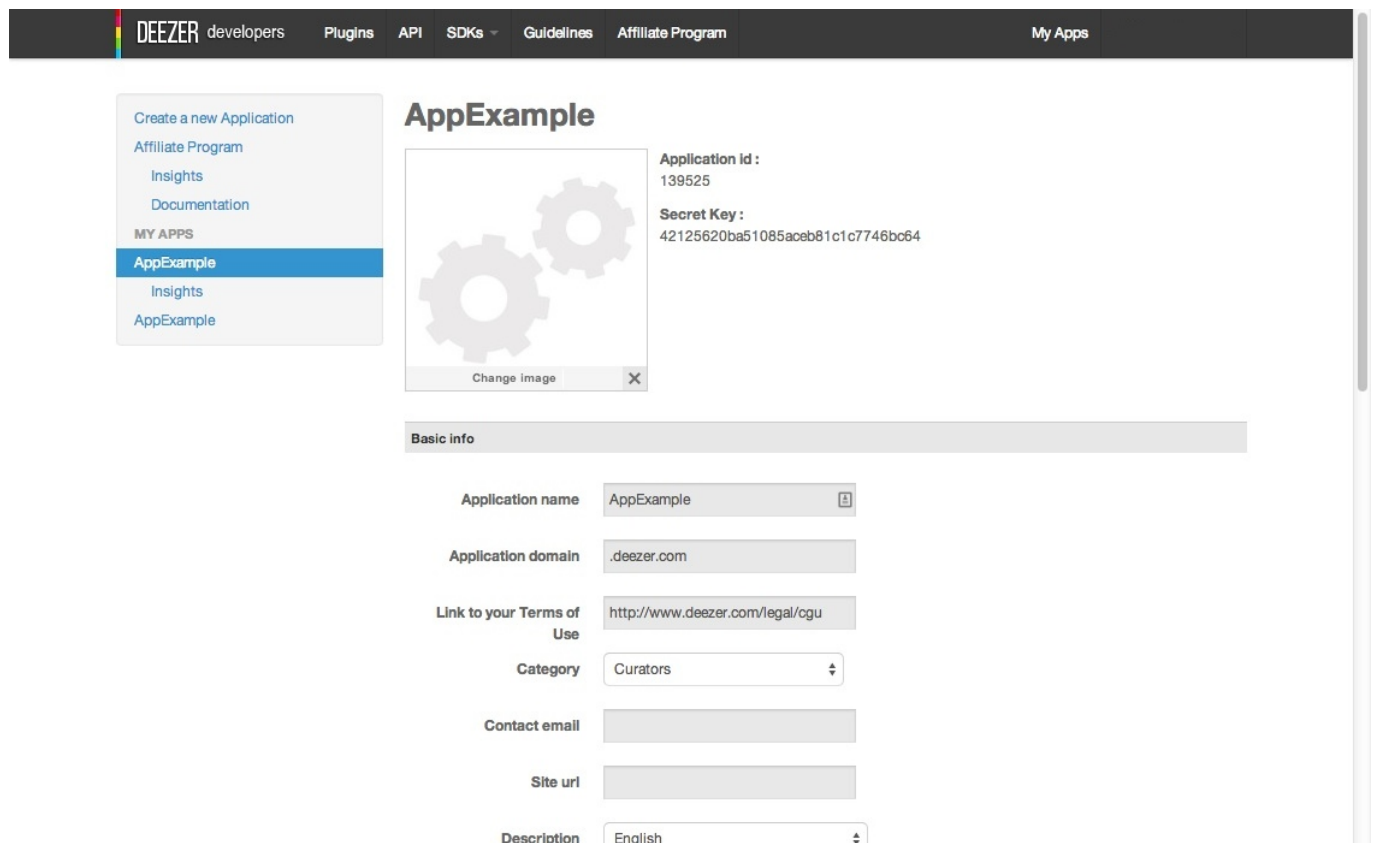 DEEZER developers Plugins API SDKs Guidelines Affiliate Program My Apps
Create a new Application
Affiliate Program
Insights
Documentation
MY APPS
AppExample
Insights
AppExample
AppExample
Application id :
139525
Secret Key :
42125620ba51085aceb81c1c7746bc64
Change image
Basic info
Application name AppExample
Application domain .deezer.com
Link to your Terms of http://www.deezer.com/legal/cgu
Use
Category Curators
Contact email
Site url
Description English